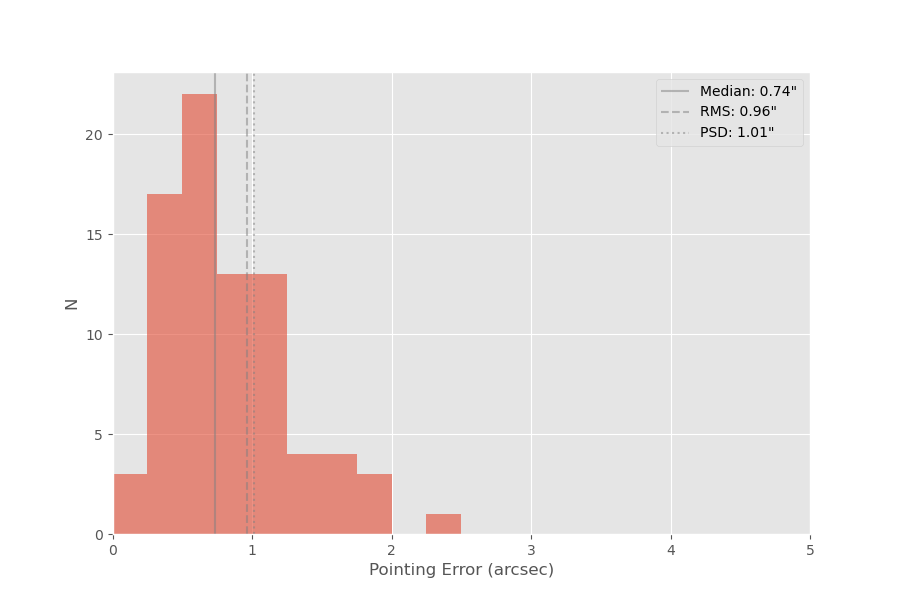 Median: 0.74"
RMS: 0.96"
PSD: 1.01"
20
15
10
5
0
N
0 1 2 3 4 5
Pointing Error (arcsec)